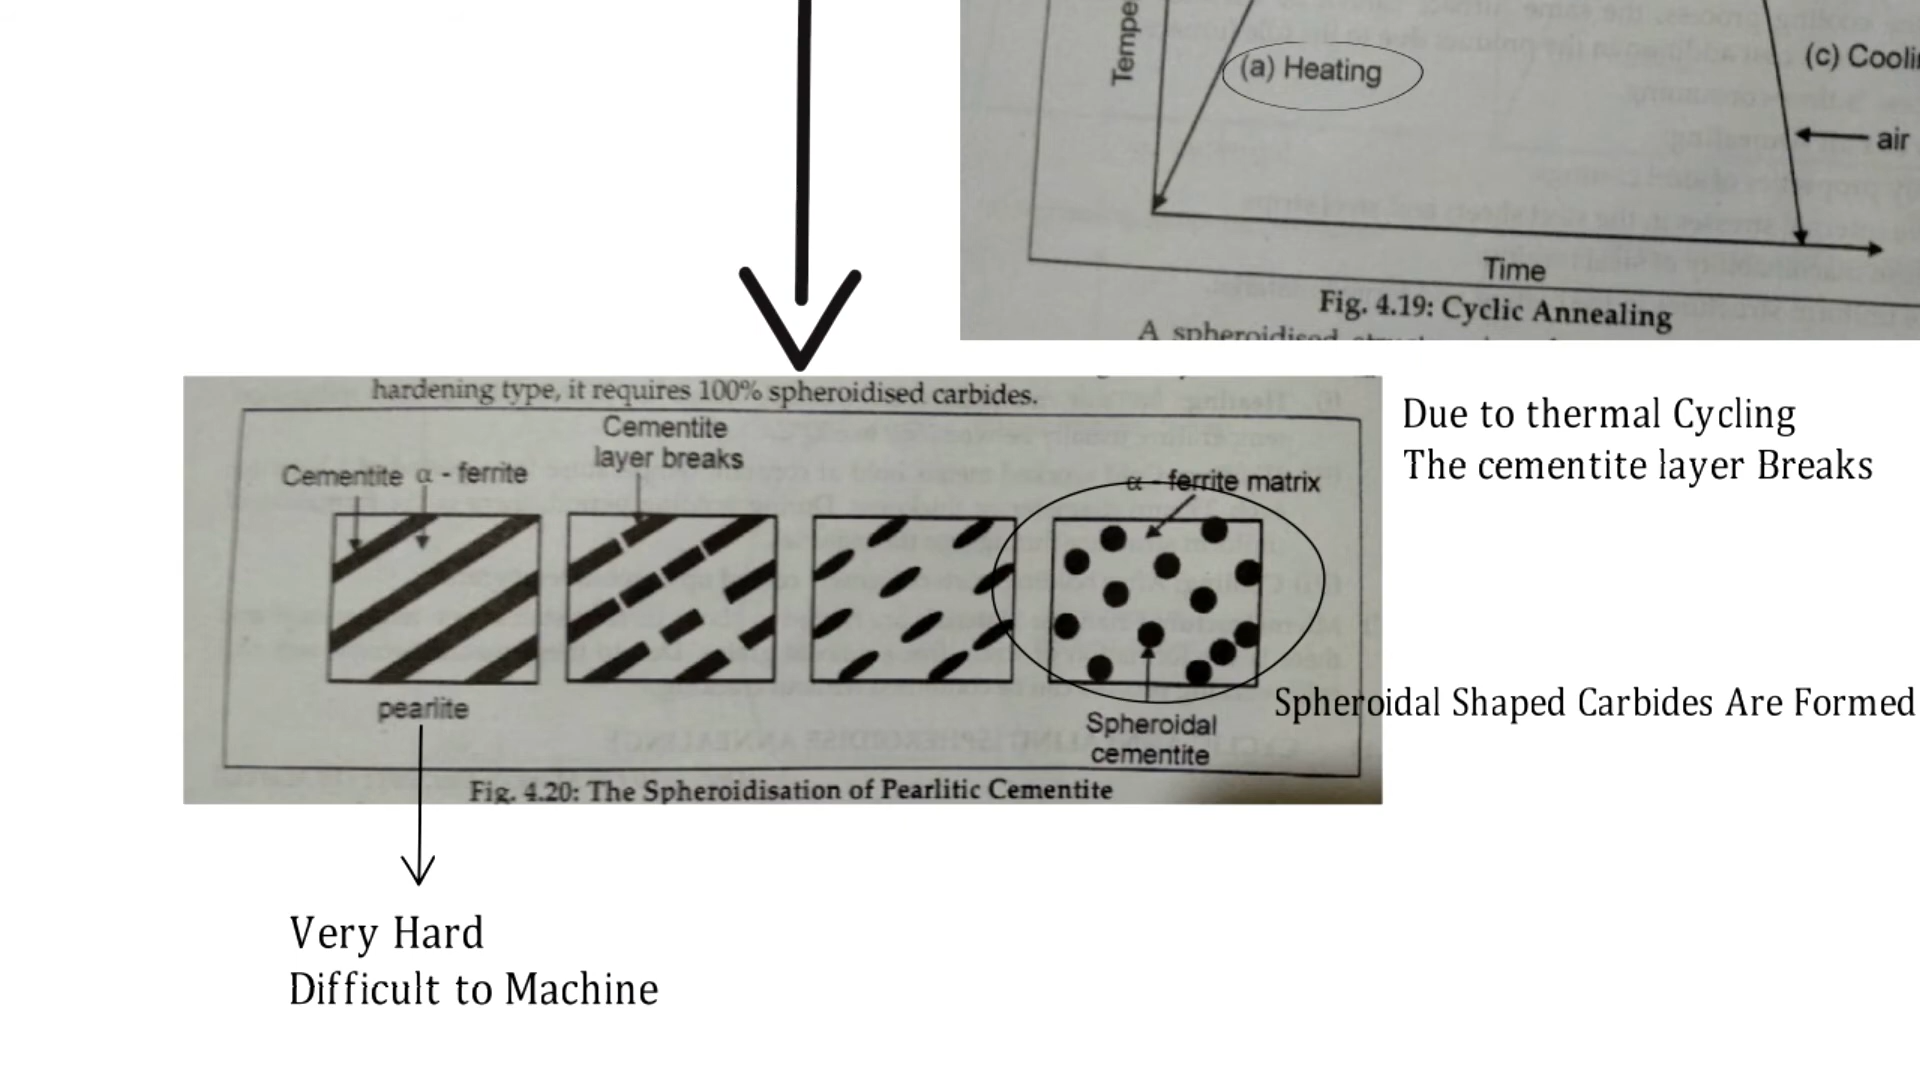 Tempe
(a) Heating
(c) Cooli
air
Time
Fig. 4.19: Cyclic Annealing
A spheroidised
hardening type, it requires 100% spheroidised carbides.
Cementite
layer breaks
Cementite α - ferrite
α - ferrite matrix
pearlite
Spheroidal
cementite
Fig. 4.20: The Spheroidisation of Pearlitic Cementite
Due to thermal Cycling
The cementite layer Breaks
Spheroidal Shaped Carbides Are Formed
Very Hard
Difficult to Machine